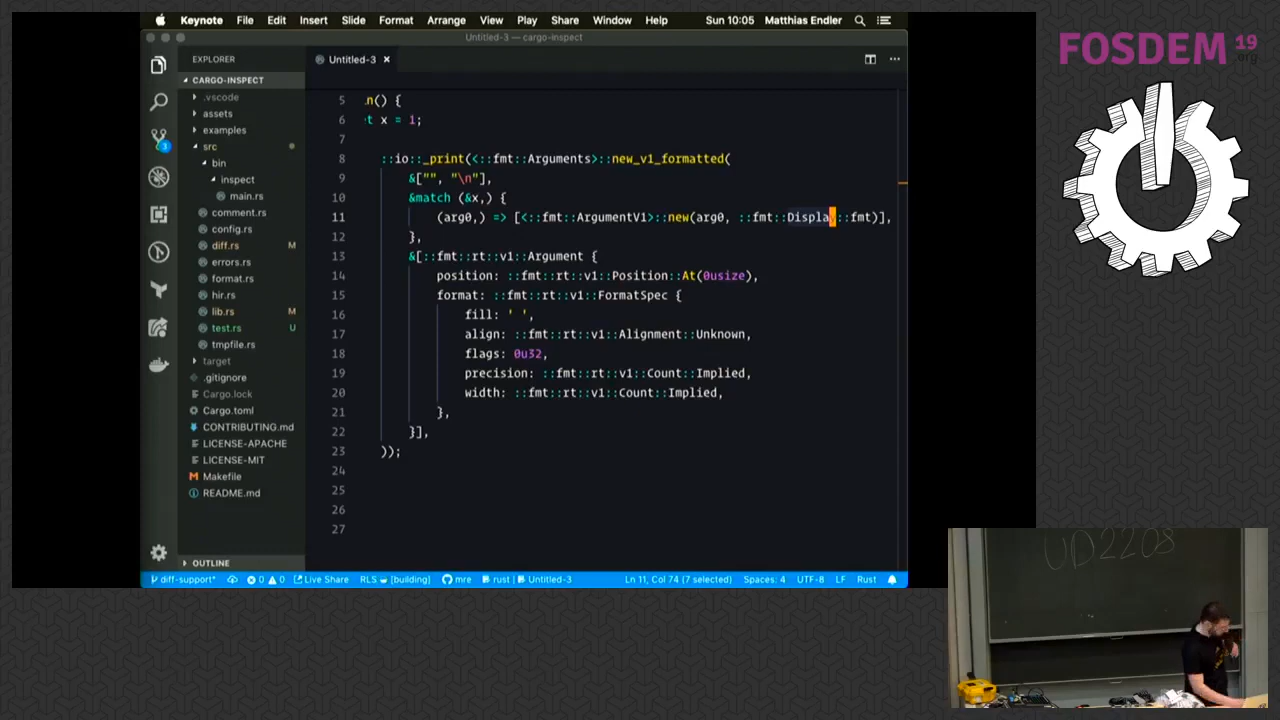 Keynote File Edit Insert Slide Format Arrange View Play Share Window Help Sun 10:05 Matthias Endler
Untitled-3 — cargo-inspect
EXPLORER
Untitled-3
CARGO-INSPECT
.vscode
assets
examples
src
bin
inspect
main.rs
comment.rs
config.rs
diff.rs M
errors.rs
format.rs
hir.rs
lib.rs M
test.rs U
tmpfile.rs
target
.gitignore
Cargo.lock
Cargo.toml
CONTRIBUTING.md
LICENSE-APACHE
LICENSE-MIT
Makefile
README.md
OUTLINE
3
5 n() {
6 t x = 1;
7
8 ::io::_print(<::fmt::Arguments>::new_v1_formatted(
9 &["", "\n"],
10 &match (&x,) {
11 (arg0,) => [<::fmt::ArgumentV1>::new(arg0, ::fmt::Display::fmt)],
12 },
13 &[::fmt::rt::v1::Argument {
14 position: ::fmt::rt::v1::Position::At(0usize),
15 format: ::fmt::rt::v1::FormatSpec {
16 fill: ' ',
17 align: ::fmt::rt::v1::Alignment::Unknown,
18 flags: 0u32,
19 precision: ::fmt::rt::v1::Count::Implied,
20 width: ::fmt::rt::v1::Count::Implied,
21 },
22 }],
23 ));
24
25
26
27
diff-support* 0 0 Live Share RLS [building] mre rust | Untitled-3 Ln 11, Col 74 (7 selected) Spaces: 4 UTF-8 LF Rust
FOSDEM 19
.org
UD2208